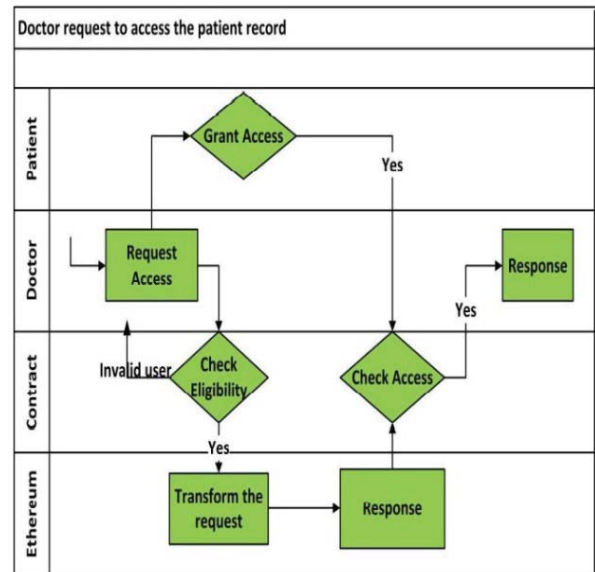 Doctor request to access the patient record
Patient
Grant Access
Yes
Doctor
Request
Access
Response
Yes
Contract
Invalid user
Check
Eligibility
Check Access
Yes
Ethereum
Transform the
request
Response